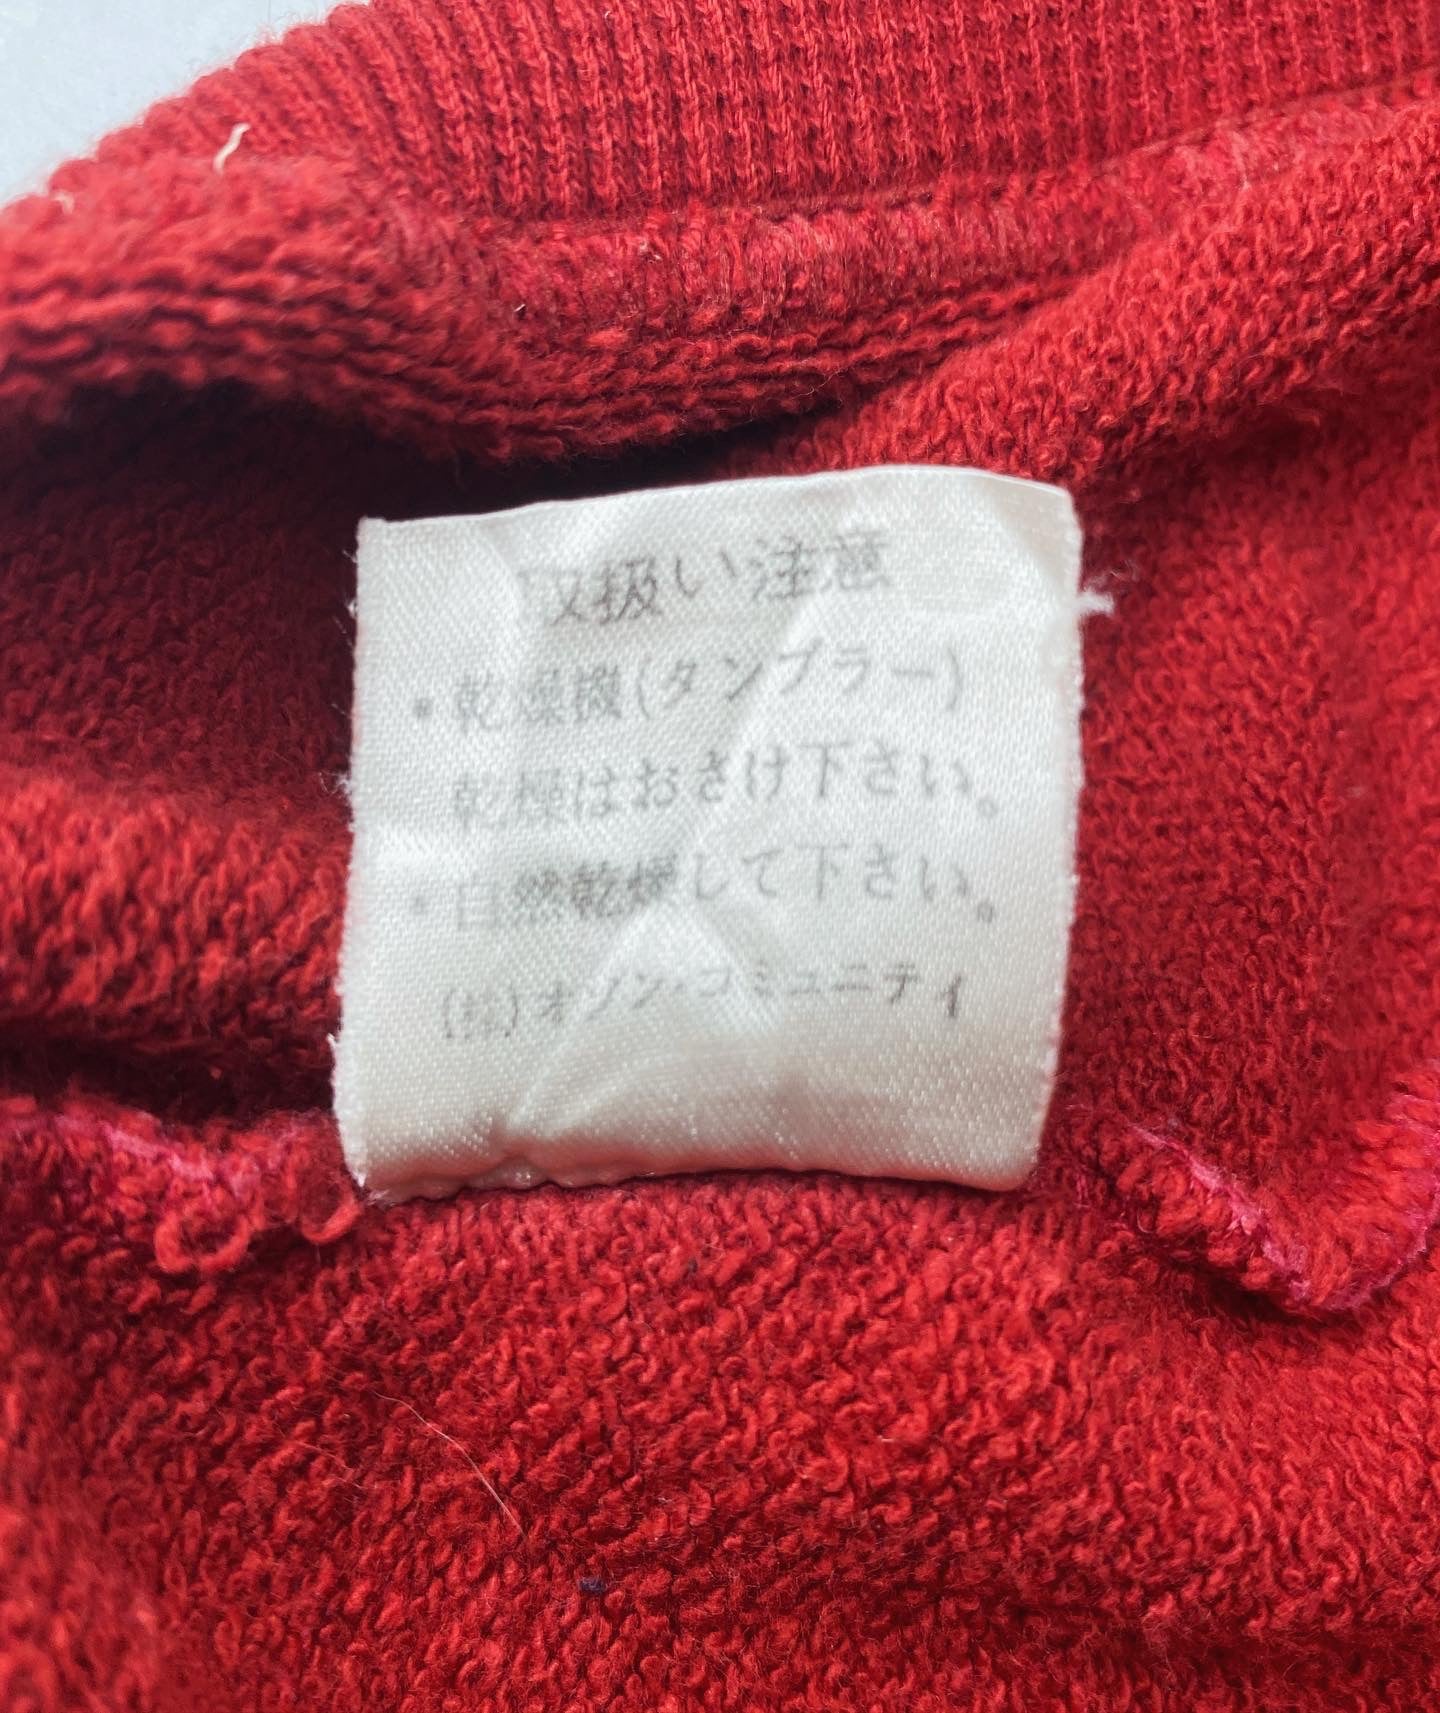 取扱い注意
・乾燥機(タンブラー)
乾燥はおさけ下さい。
・自然乾燥して下さい。
(株)オゾン・コミュニティ